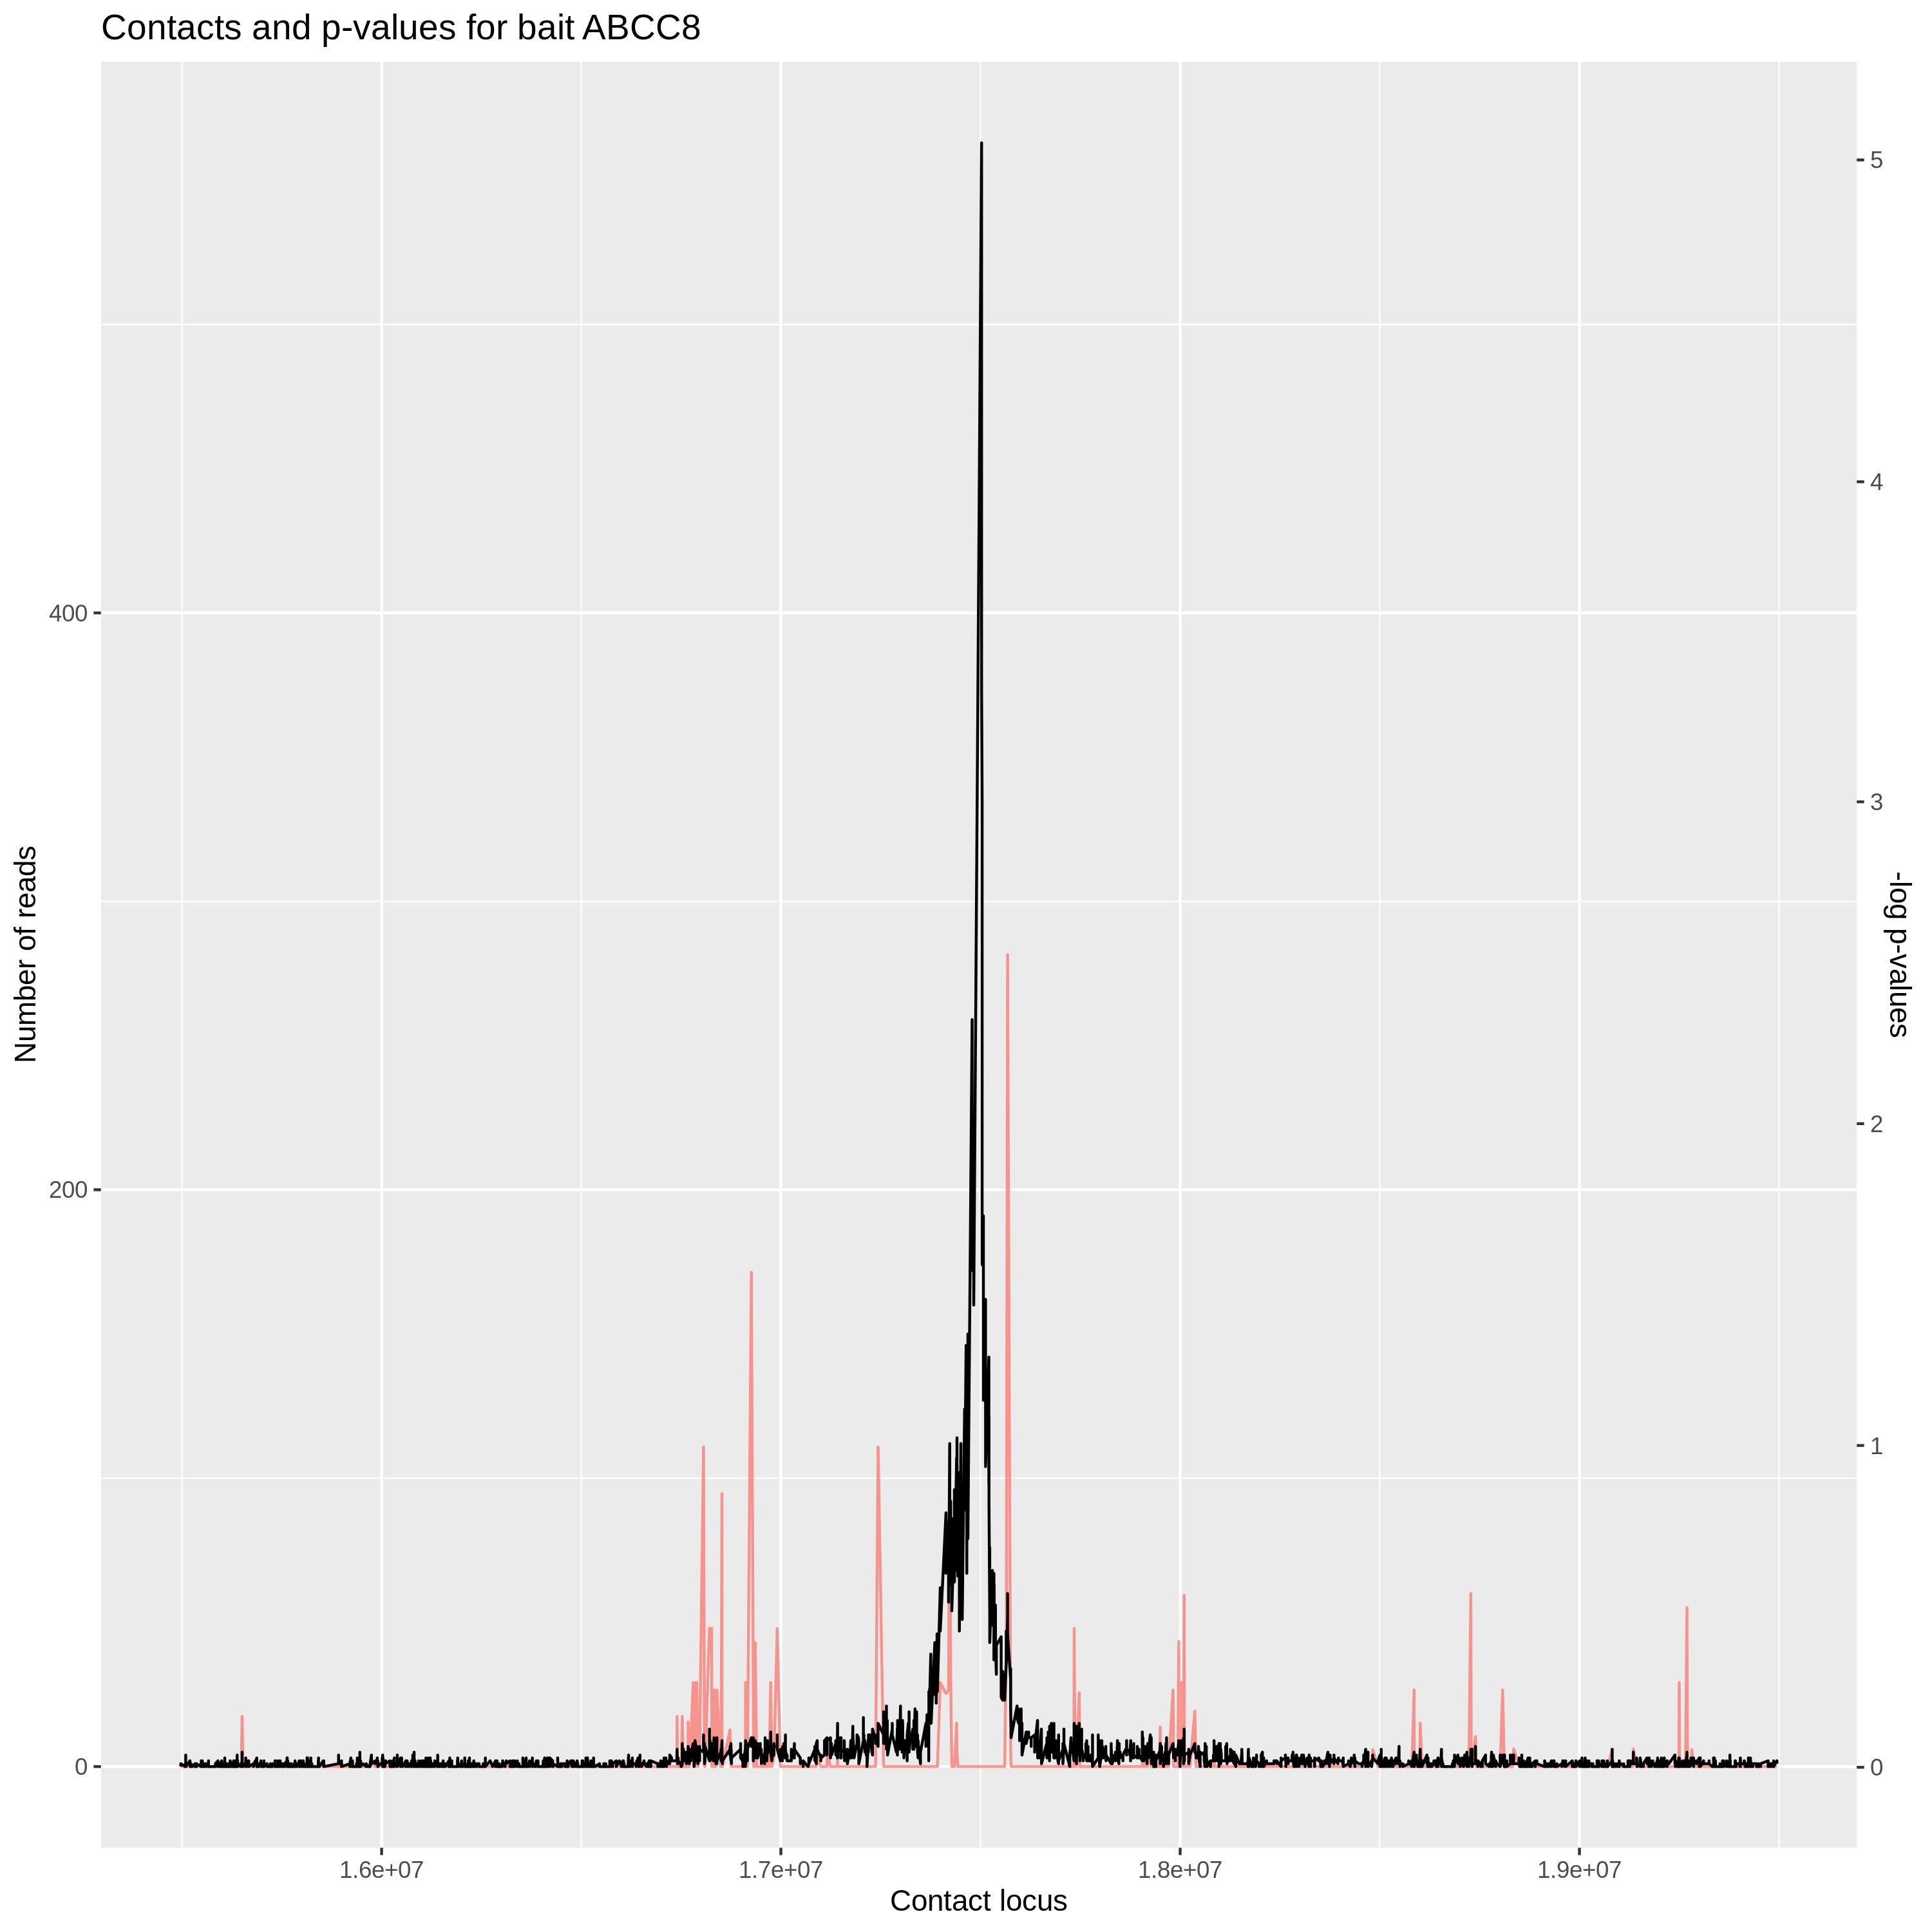 Contacts and p-values for bait ABCC8
Number of reads
400
200
0
5
4
3
2
1
0
-log p-values
1.6e+07
1.7e+07
1.8e+07
1.9e+07
Contact locus